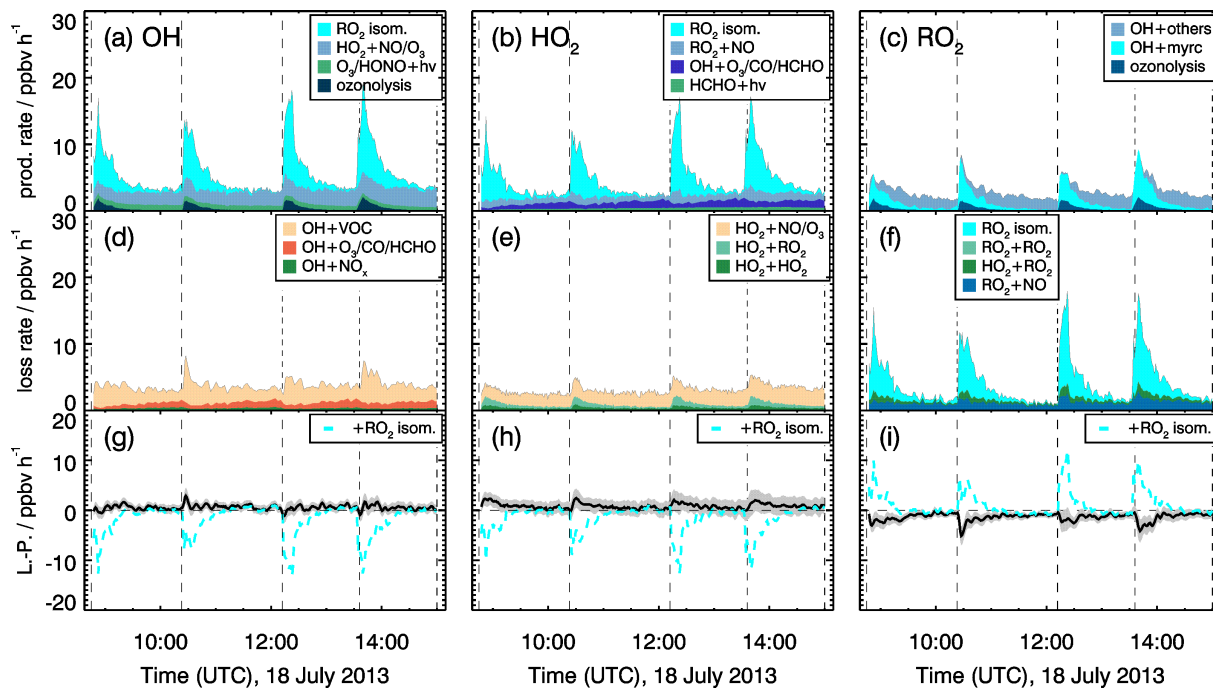 (a) OH
RO₂ isom.
HO₂+NO/O₃
O₃/HONO+hv
ozonolysis
(b) HO₂
RO₂ isom.
RO₂+NO
OH+O₃/CO/HCHO
HCHO+hv
(c) RO₂
OH+others
OH+myrc
ozonolysis
prod. rate / ppbv h⁻¹
30
20
10
0
(d)
OH+VOC
OH+O₃/CO/HCHO
OH+NOₓ
(e)
HO₂+NO/O₃
HO₂+RO₂
HO₂+HO₂
(f)
RO₂ isom.
RO₂+RO₂
HO₂+RO₂
RO₂+NO
loss rate / ppbv h⁻¹
30
20
10
0
(g)
+RO₂ isom.
(h)
+RO₂ isom.
(i)
+RO₂ isom.
L.-P. / ppbv h⁻¹
20
10
0
-10
-20
10:00 12:00 14:00
10:00 12:00 14:00
10:00 12:00 14:00
Time (UTC), 18 July 2013
Time (UTC), 18 July 2013
Time (UTC), 18 July 2013